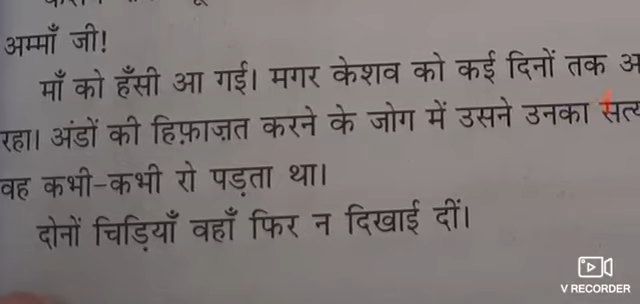 अम्माँ जी!
माँ को हँसी आ गई। मगर केशव को कई दिनों तक
रहा। अंडों की हिफ़ाज़त करने के जोग में उसने उनका
वह कभी-कभी रो पड़ता था।
दोनों चिड़ियाँ वहाँ फिर न दिखाई दीं।
V RECORDER